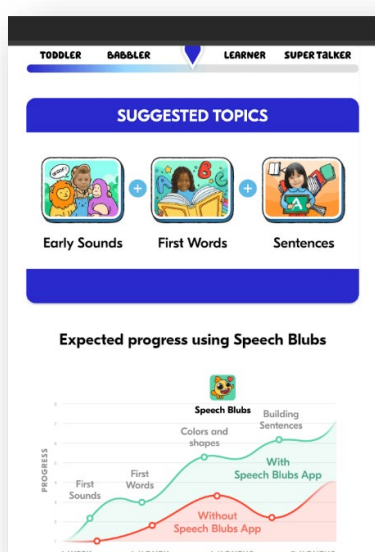 TODDLER BABBLER LEARNER SUPER TALKER
SUGGESTED TOPICS
WOOF!
A B C
A
Early Sounds First Words Sentences
Expected progress using Speech Blubs
Speech Blubs
Building
Sentences
Colors and
shapes
First
Words
First
Sounds
With
Speech Blubs App
Without
Speech Blubs App
PROGRESS